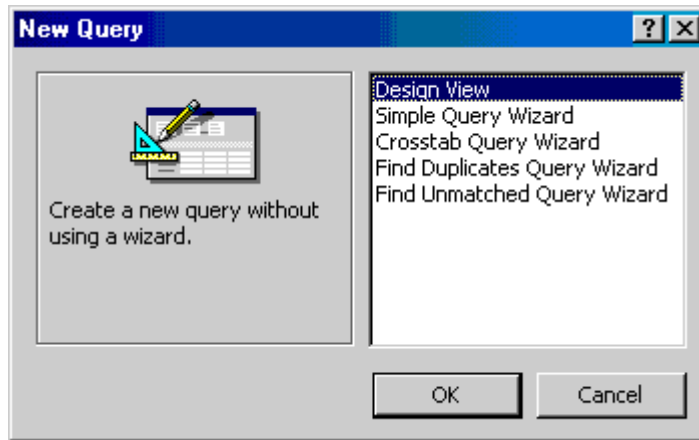 New Query
Create a new query without
using a wizard.
Design View
Simple Query Wizard
Crosstab Query Wizard
Find Duplicates Query Wizard
Find Unmatched Query Wizard
OK
Cancel